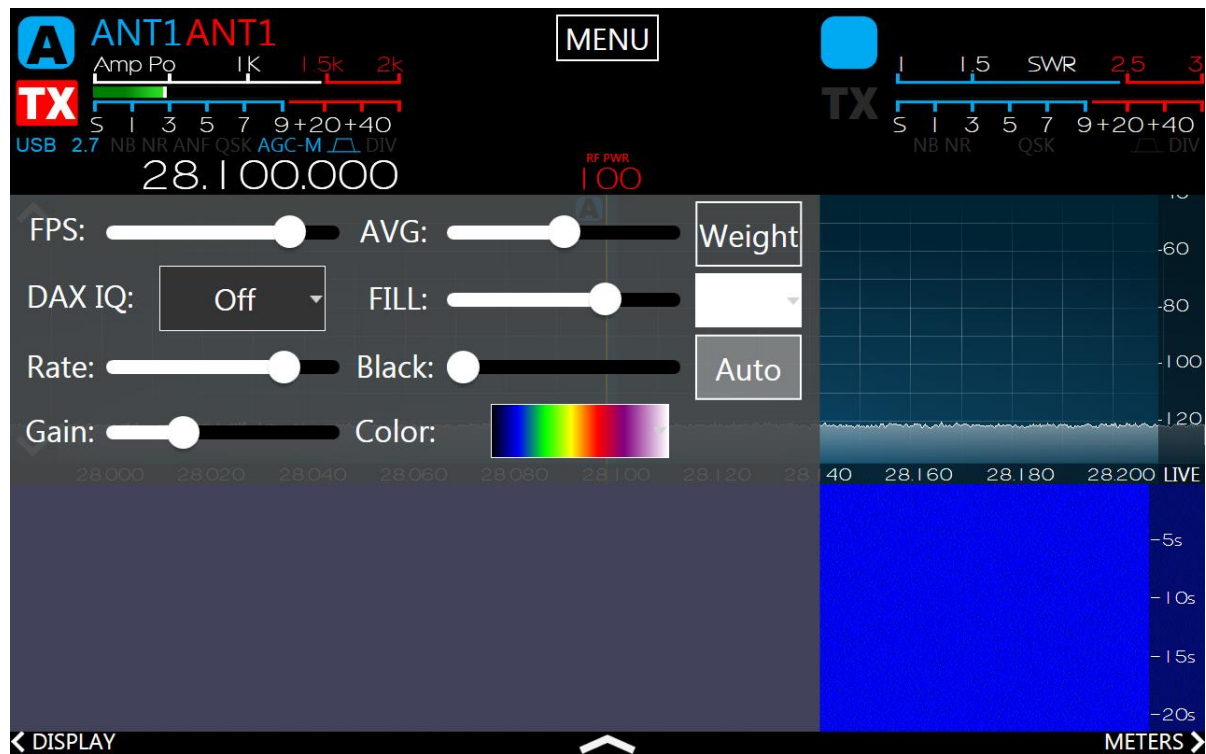 A ANT1 ANT1 MENU
Amp Po 1K 1.5k 2k 1 1.5 SWR 2.5 3
TX TX
S 1 3 5 7 9+20+40 S 1 3 5 7 9+20+40
USB 2.7 NB NR ANF QSK AGC-M DIV NB NR QSK DIV
28.100.000 RF PWR
100
A
FPS: AVG: Weight
-60
DAX IQ: Off FILL:
-80
Rate: Black: Auto
-100
Gain: Color:
-120
28.000 28.020 28.040 28.060 28.080 28.100 28.120 28.140 28.160 28.180 28.200 LIVE
-5s
-10s
-15s
-20s
< DISPLAY METERS >